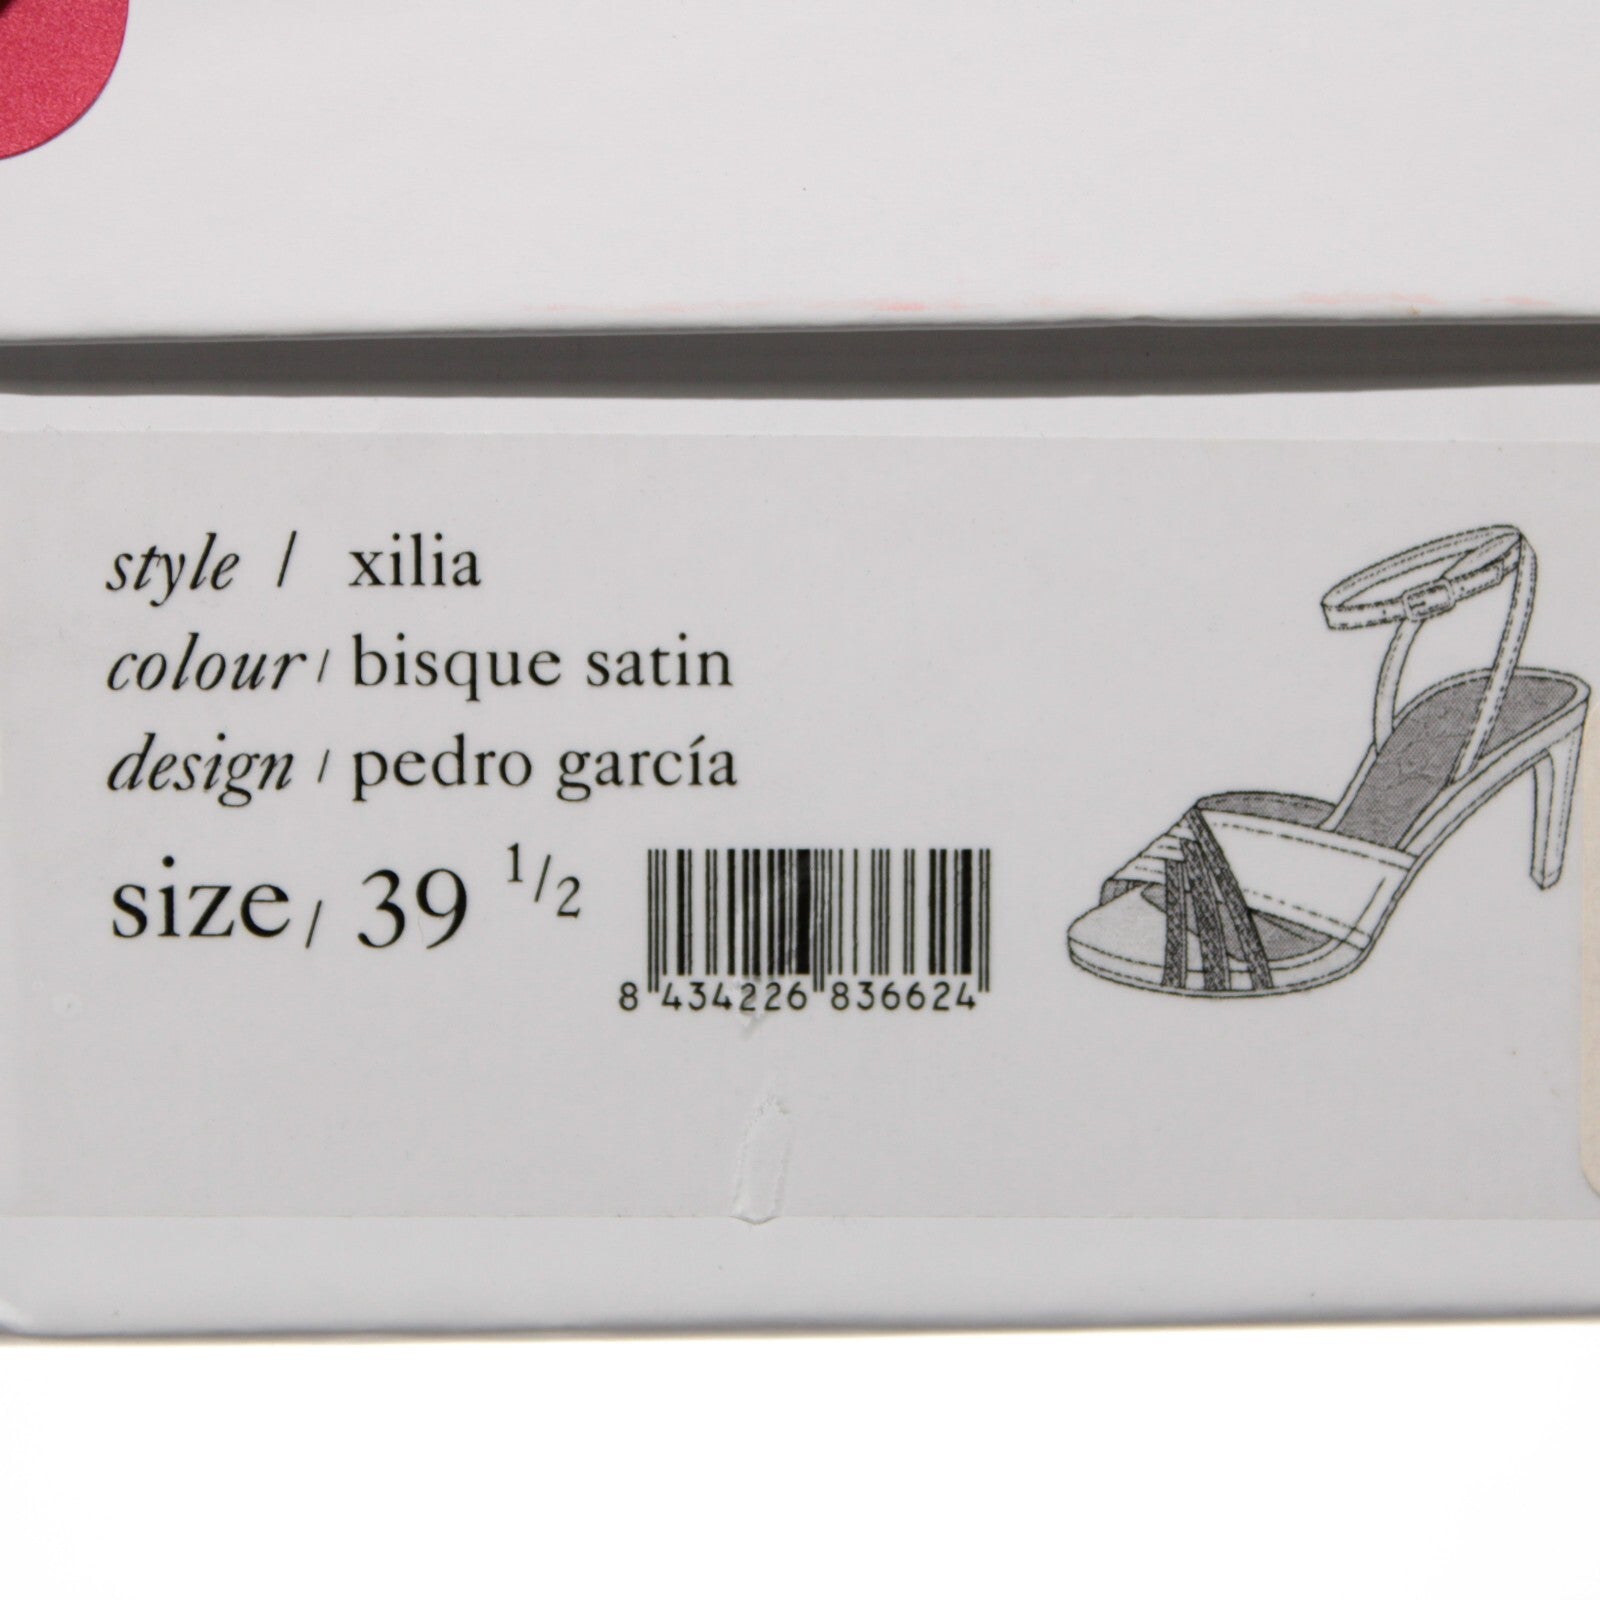 style / xilia
colour / bisque satin
design / pedro garcía
size / 39 1/2
8 434226 836624